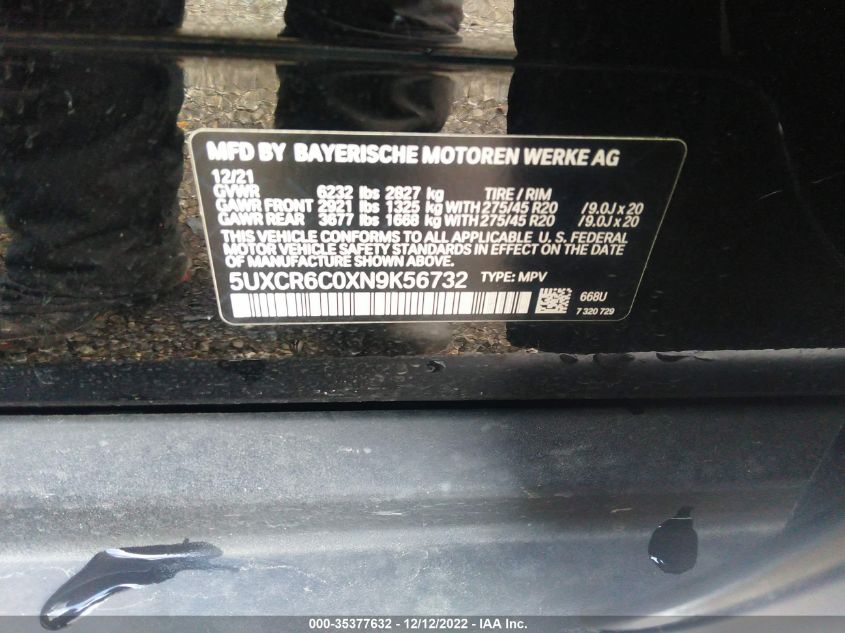 MFD BY BAYERISCHE MOTOREN WERKE AG
12/21
GVWR 6232 lbs 2827 kg TIRE / RIM
GAWR FRONT 2921 lbs 1325 kg WITH 275/45 R20 /9.0J x 20
GAWR REAR 3677 lbs 1668 kg WITH 275/45 R20 /9.0J x 20
THIS VEHICLE CONFORMS TO ALL APPLICABLE U.S. FEDERAL
MOTOR VEHICLE SAFETY STANDARDS IN EFFECT ON THE DATE
OF MANUFACTURE SHOWN ABOVE.
5UXCR6C0XN9K56732 TYPE: MPV
668U
7 320 729
000-35377632 - 12/12/2022 - IAA Inc.